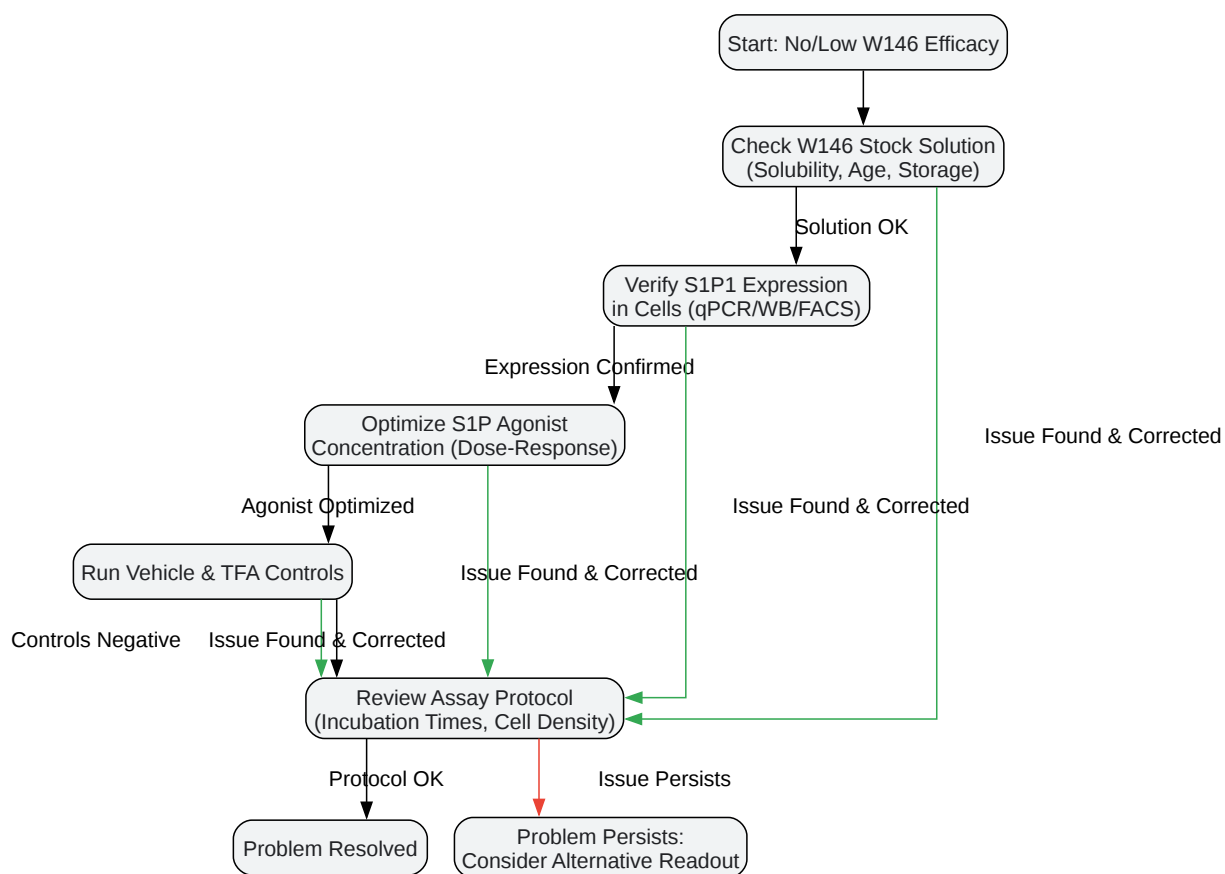 Start: No/Low W146 Efficacy
Check W146 Stock Solution
(Solubility, Age, Storage)
Solution OK
Verify S1P1 Expression
in Cells (qPCR/WB/FACS)
Expression Confirmed
Optimize S1P Agonist
Concentration (Dose-Response)
Issue Found & Corrected
Agonist Optimized
Issue Found & Corrected
Run Vehicle & TFA Controls
Issue Found & Corrected
Controls Negative
Issue Found & Corrected
Review Assay Protocol
(Incubation Times, Cell Density)
Protocol OK
Issue Persists
Problem Resolved
Problem Persists:
Consider Alternative Readout